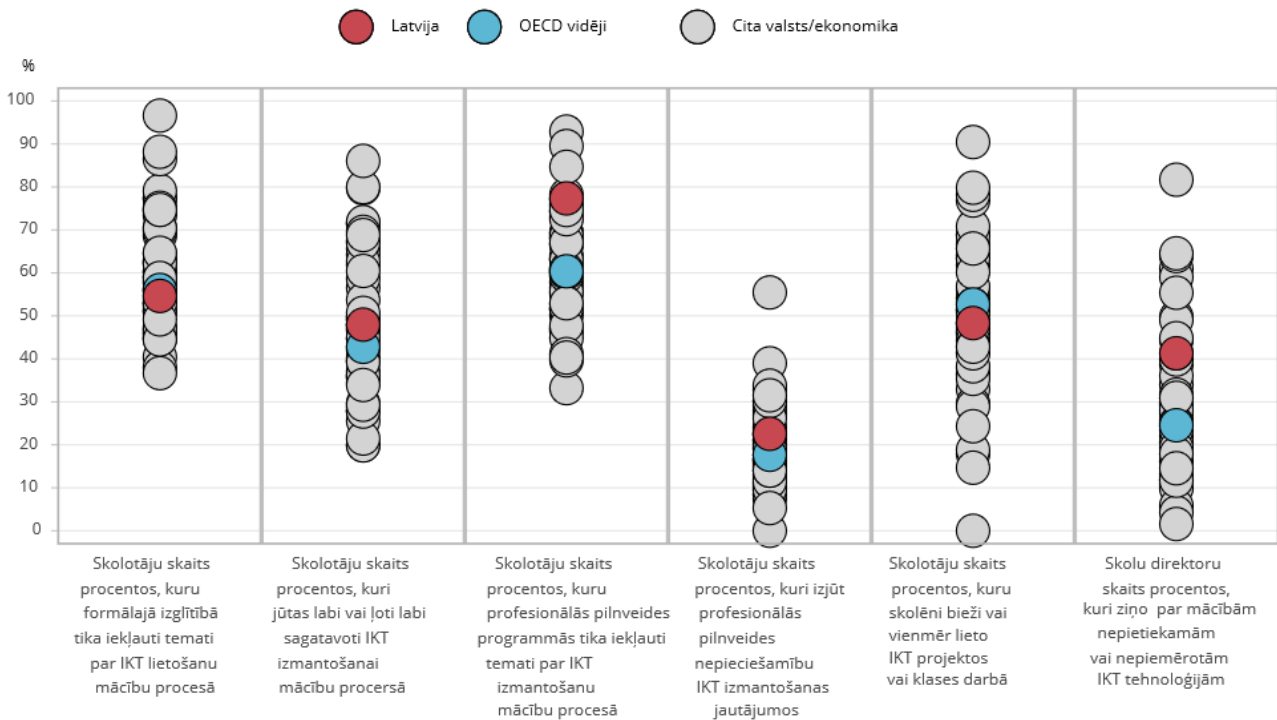 Latvija
OECD vidēji
Cita valsts/ekonomika
%
100
90
80
70
60
50
40
30
20
10
0
Skolotāju skaits
procentos, kuru
formālajā izglītībā
tika iekļauti temati
par IKT lietošanu
mācību procesā
Skolotāju skaits
procentos, kuri
jūtas labi vai ļoti labi
sagatavoti IKT
izmantošanai
mācību procersā
Skolotāju skaits
procentos, kuru
profesionālās pilnveides
programmās tika iekļauti
temati par IKT
izmantošanu
mācību procesā
Skolotāju skaits
procentos, kuri izjūt
profesionālās
pilnveides
nepieciešamību
IKT izmantošanas
jautājumos
Skolotāju skaits
procentos, kuru
skolēni bieži vai
vienmēr lieto
IKT projektos
vai klases darbā
Skolu direktoru
skaits procentos,
kuri ziņo par mācībām
nepietiekamām
vai nepiemērotām
IKT tehnoloģijām